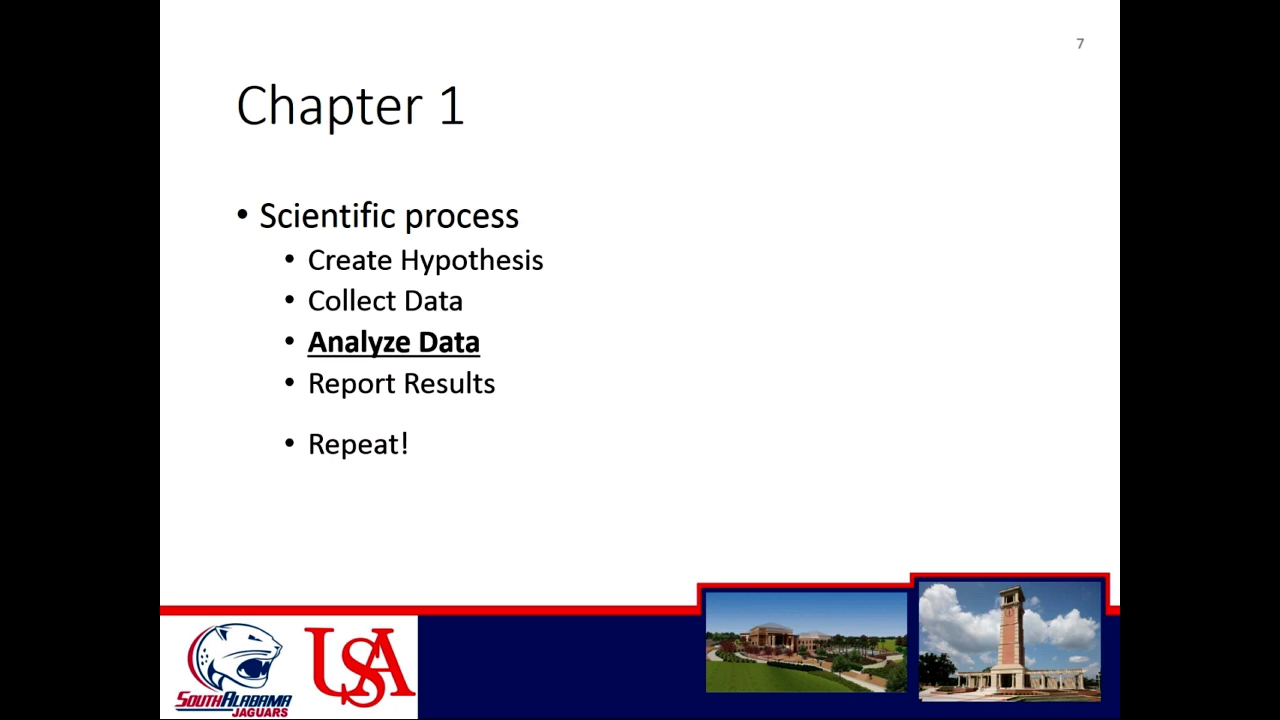 7
Chapter 1
• Scientific process
• Create Hypothesis
• Collect Data
• Analyze Data
• Report Results
• Repeat!
SOUTH ALABAMA
JAGUARS
USA